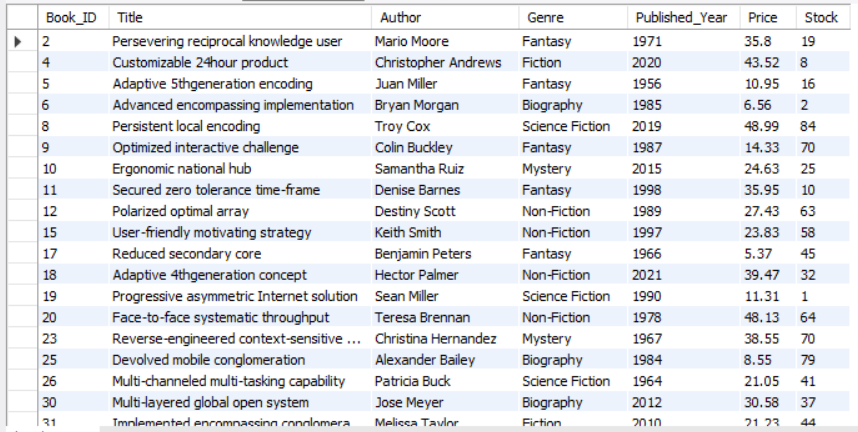 Book_ID Title Author Genre Published_Year Price Stock
2 Persevering reciprocal knowledge user Mario Moore Fantasy 1971 35.8 19
4 Customizable 24hour product Christopher Andrews Fiction 2020 43.52 8
5 Adaptive 5thgeneration encoding Juan Miller Fantasy 1956 10.95 16
6 Advanced encompassing implementation Bryan Morgan Biography 1985 6.56 2
8 Persistent local encoding Troy Cox Science Fiction 2019 48.99 84
9 Optimized interactive challenge Colin Buckley Fantasy 1987 14.33 70
10 Ergonomic national hub Samantha Ruiz Mystery 2015 24.63 25
11 Secured zero tolerance time-frame Denise Barnes Fantasy 1998 35.95 10
12 Polarized optimal array Destiny Scott Non-Fiction 1989 27.43 63
15 User-friendly motivating strategy Keith Smith Non-Fiction 1997 23.83 58
17 Reduced secondary core Benjamin Peters Fantasy 1966 5.37 45
18 Adaptive 4thgeneration concept Hector Palmer Non-Fiction 2021 39.47 32
19 Progressive asymmetric Internet solution Sean Miller Science Fiction 1990 11.31 1
20 Face-to-face systematic throughput Teresa Brennan Non-Fiction 1978 48.13 64
23 Reverse-engineered context-sensitive ... Christina Hernandez Mystery 1967 38.55 70
25 Devolved mobile conglomeration Alexander Bailey Biography 1984 8.55 79
26 Multi-channeled multi-tasking capability Patricia Buck Science Fiction 1964 21.05 41
30 Multi-layered global open system Jose Meyer Biography 2012 30.58 37
31 Implemented encompassing conglomera Melissa Taylor Fiction 2010 21.23 44